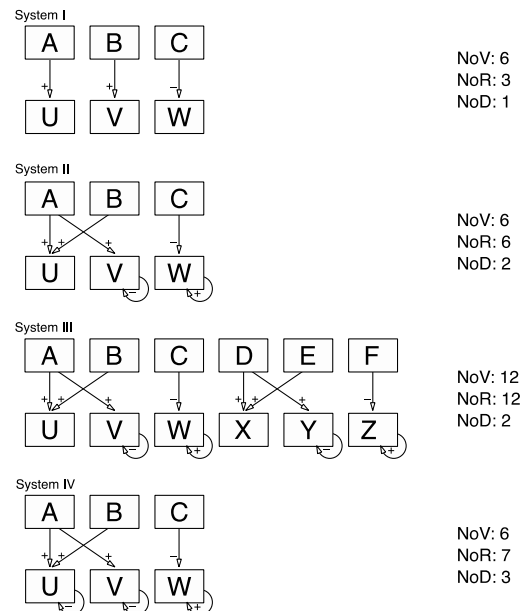 System I
A B C
NoV: 6
+ + –
NoR: 3
U V W
NoD: 1
System II
A B C
NoV: 6
+ + + –
NoR: 6
U V W
– +
NoD: 2
System III
A B C D E F
NoV: 12
+ + + – + + + –
NoR: 12
U V W X Y Z
– + – +
NoD: 2
System IV
A B C
NoV: 6
+ + + –
NoR: 7
U V W
– – +
NoD: 3